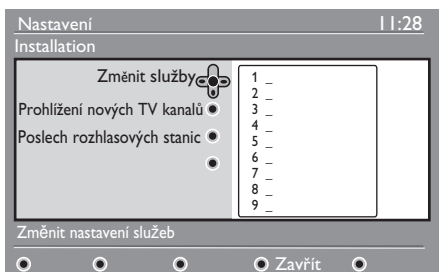 Nastavení 11:28
Installation
Změnit služby
Prohlížení nových TV kanalů
Poslech rozhlasových stanic
1 _
2 _
3 _
4 _
5 _
6 _
7 _
8 _
9 _
Změnit nastavení služeb
Zavřít